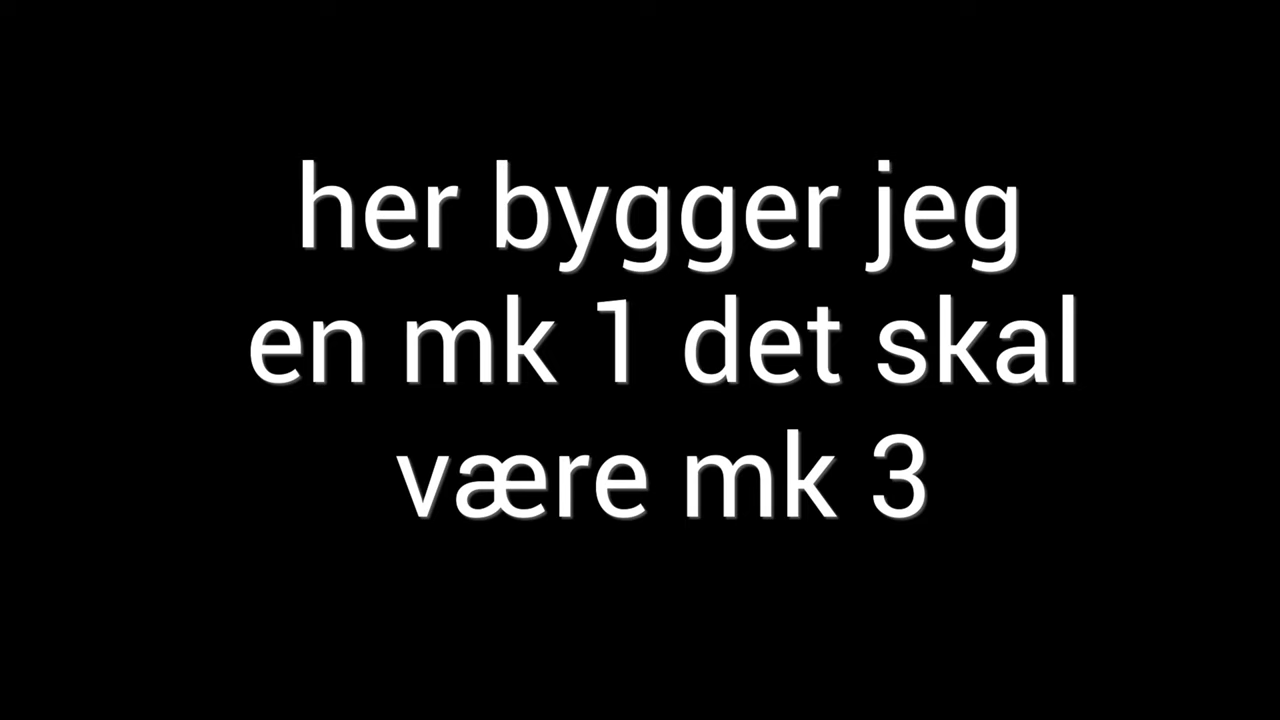 her bygger jeg
en mk 1 det skal
være mk 3